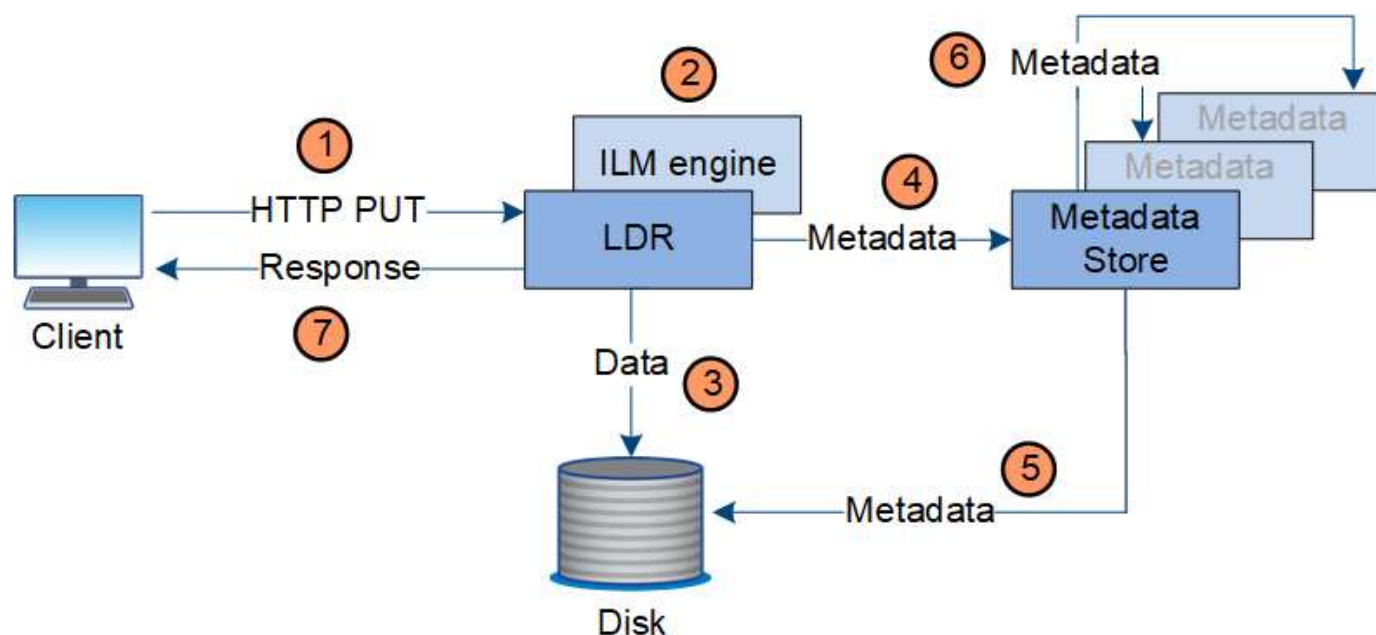 6
Metadata
2
Metadata
1
ILM engine
Metadata
4
HTTP PUT
LDR
Metadata
Metadata
Store
Response
Client
7
Data
3
5
Metadata
Disk